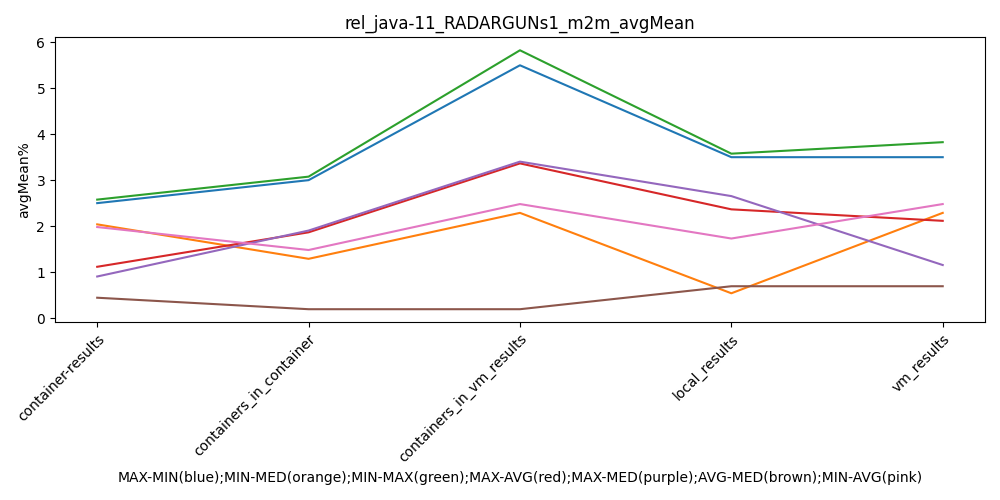 rel_java-11_RADARGUNs1_m2m_avgMean
avgMean%
6
5
4
3
2
1
0
container-results
containers_in_container
containers_in_vm_results
local_results
vm_results
MAX-MIN(blue);MIN-MED(orange);MIN-MAX(green);MAX-AVG(red);MAX-MED(purple);AVG-MED(brown);MIN-AVG(pink)